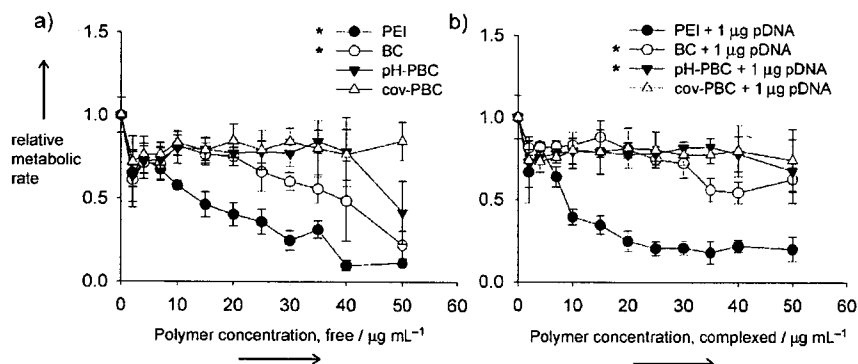 a)
1.5
1.0
0.5
0.0
relative
metabolic
rate
* PEI
* BC
pH-PBC
cov-PBC
0 10 20 30 40 50 60
Polymer concentration, free / µg mL−1
b)
1.5
1.0
0.5
0.0
PEI + 1 µg pDNA
* BC + 1 µg pDNA
* pH-PBC + 1 µg pDNA
cov-PBC + 1 µg pDNA
0 10 20 30 40 50 60
Polymer concentration, complexed / µg mL−1